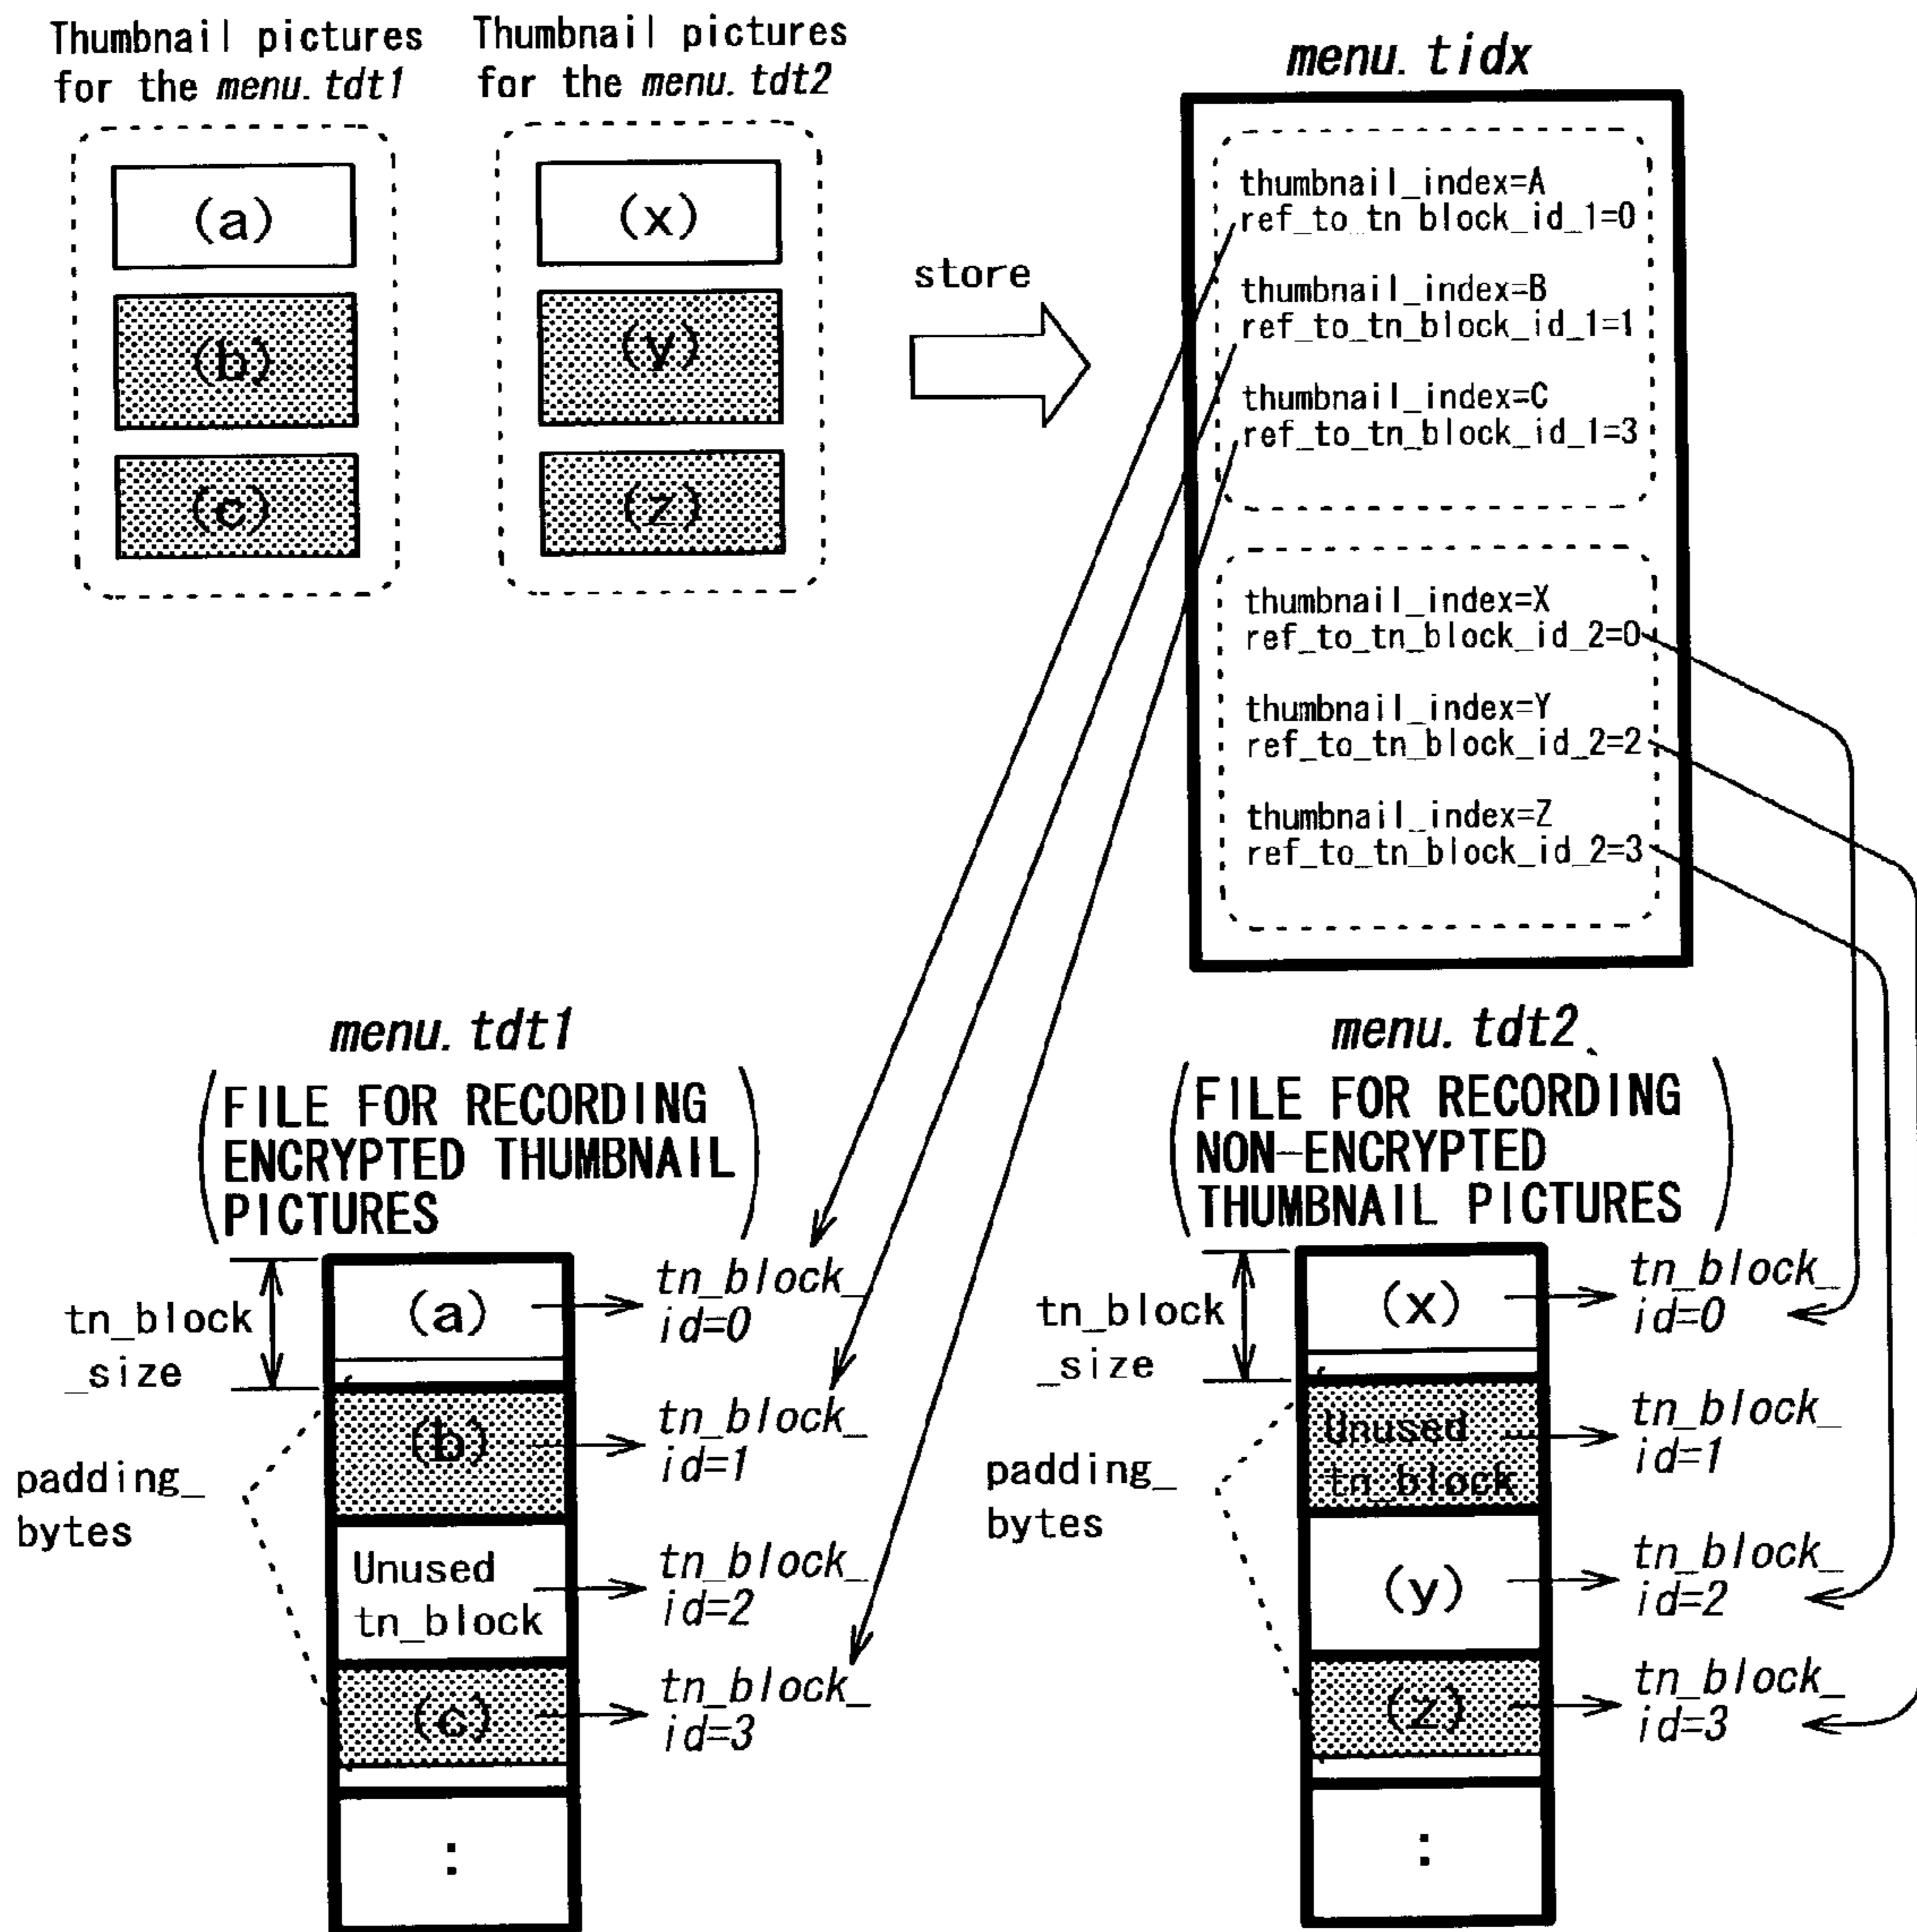 Thumbnail pictures
for the menu.tdt1
Thumbnail pictures
for the menu.tdt2
(a)
(b)
(c)
(x)
(y)
(z)
store
menu.tidx
thumbnail_index=A
ref_to_tn block_id_1=0
thumbnail_index=B
ref_to_tn_block_id_1=1
thumbnail_index=C
ref_to_tn_block_id_1=3
thumbnail_index=X
ref_to_tn_block_id_2=0
thumbnail_index=Y
ref_to_tn_block_id_2=2
thumbnail_index=Z
ref_to_tn_block_id_2=3
menu.tdt1
(FILE FOR RECORDING
ENCRYPTED THUMBNAIL
PICTURES)
tn_block
_size
padding_
bytes
(a)
(b)
Unused
tn_block
(c)
:
tn_block_
id=0
tn_block_
id=1
tn_block_
id=2
tn_block_
id=3
menu.tdt2
(FILE FOR RECORDING
NON-ENCRYPTED
THUMBNAIL PICTURES)
tn_block
_size
padding_
bytes
(x)
Unused
tn_block
(y)
(z)
:
tn_block_
id=0
tn_block_
id=1
tn_block_
id=2
tn_block_
id=3